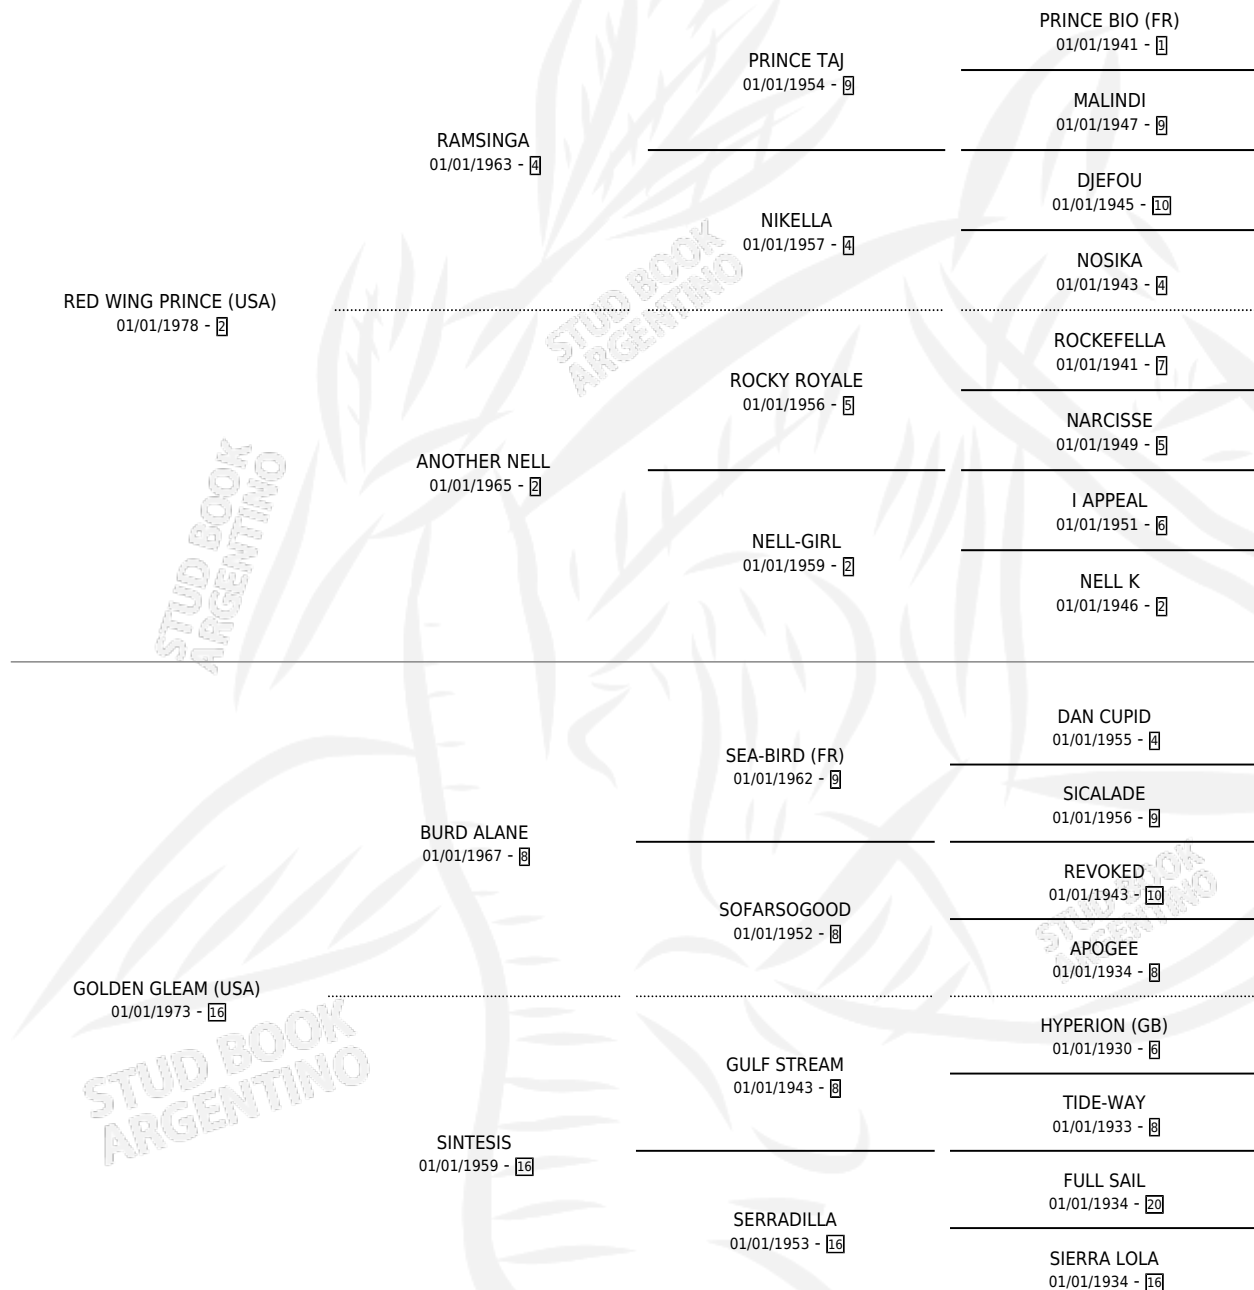 PRINCE BIO (FR)
01/01/1941 - 1
PRINCE TAJ
01/01/1954 - 9
MALINDI
01/01/1947 - 9
RAMSINGA
01/01/1963 - 4
DJEFOU
01/01/1945 - 10
NIKELLA
01/01/1957 - 4
NOSIKA
01/01/1943 - 4
RED WING PRINCE (USA)
01/01/1978 - 2
ROCKEFELLA
01/01/1941 - 7
ROCKY ROYALE
01/01/1956 - 5
NARCISSE
01/01/1949 - 5
ANOTHER NELL
01/01/1965 - 2
I APPEAL
01/01/1951 - 6
NELL-GIRL
01/01/1959 - 2
NELL K
01/01/1946 - 2
STUD BOOK
ARGENTINO
STUD BOOK
ARGENTINO
DAN CUPID
01/01/1955 - 4
SEA-BIRD (FR)
01/01/1962 - 9
SICALADE
01/01/1956 - 9
BURD ALANE
01/01/1967 - 8
REVOKED
01/01/1943 - 10
SOFARSOGOOD
01/01/1952 - 8
APOGEE
01/01/1934 - 8
GOLDEN GLEAM (USA)
01/01/1973 - 16
HYPERION (GB)
01/01/1930 - 6
GULF STREAM
01/01/1943 - 8
TIDE-WAY
01/01/1933 - 8
SINTESIS
01/01/1959 - 16
FULL SAIL
01/01/1934 - 20
SERRADILLA
01/01/1953 - 16
SIERRA LOLA
01/01/1934 - 16
STUD BOOK
ARGENTINO
STUD BOOK
ARGENTINO